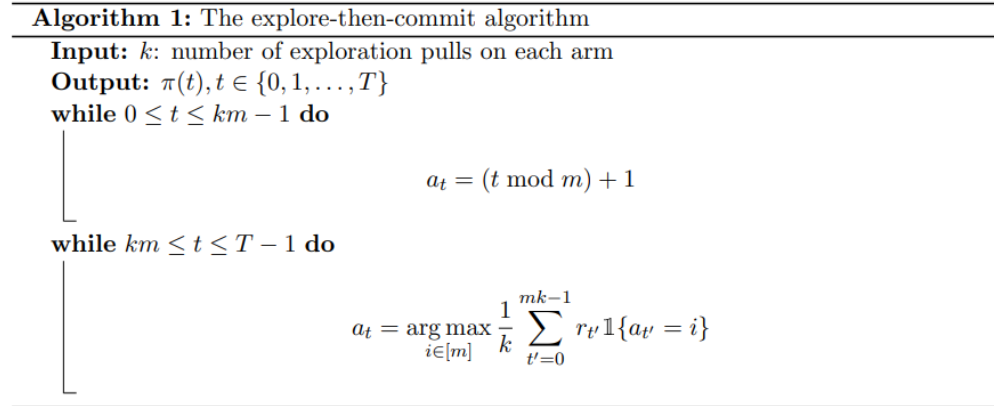 Algorithm 1: The explore-then-commit algorithm
Input: k: number of exploration pulls on each arm
Output: π(t), t ∈ {0, 1, . . . , T}
while 0 ≤ t ≤ km − 1 do
a_t = (t mod m) + 1
while km ≤ t ≤ T − 1 do
a_t = arg max_{i∈[m]} \frac{1}{k} \sum_{t'=0}^{mk−1} r_{t'} 𝟙{a_{t'} = i}